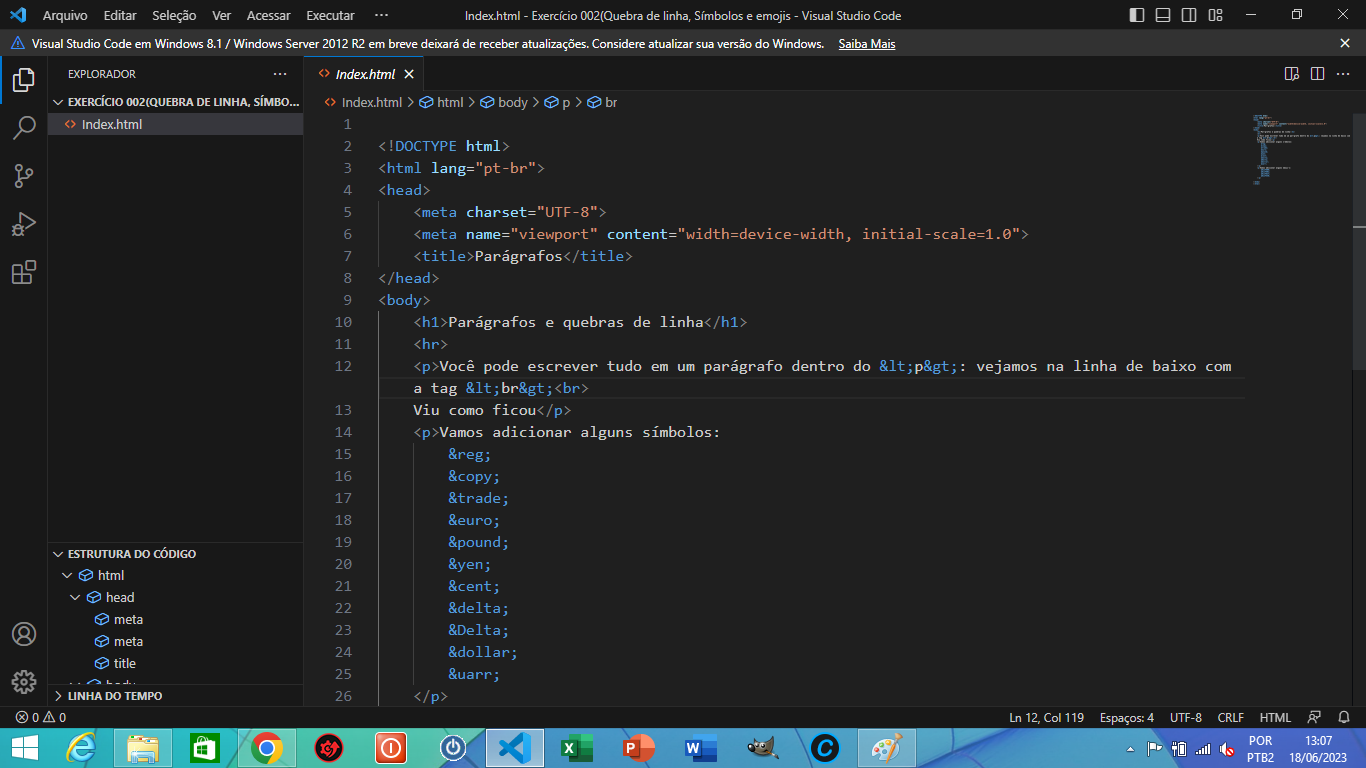 Arquivo Editar Seleção Ver Acessar Executar ··· Index.html - Exercício 002(Quebra de linha, Símbolos e emojis - Visual Studio Code
Visual Studio Code em Windows 8.1 / Windows Server 2012 R2 em breve deixará de receber atualizações. Considere atualizar sua versão do Windows. Saiba Mais
EXPLORADOR ···
EXERCÍCIO 002(QUEBRA DE LINHA, SÍMBO...
Index.html
ESTRUTURA DO CÓDIGO
html
head
meta
meta
title
body
LINHA DO TEMPO
Index.html
Index.html > html > body > p > br
1
2 <!DOCTYPE html>
3 <html lang="pt-br">
4 <head>
5 <meta charset="UTF-8">
6 <meta name="viewport" content="width=device-width, initial-scale=1.0">
7 <title>Parágrafos</title>
8 </head>
9 <body>
10 <h1>Parágrafos e quebras de linha</h1>
11 <hr>
12 <p>Você pode escrever tudo em um parágrafo dentro do &lt;p&gt;: vejamos na linha de baixo com
a tag &lt;br&gt;<br>
13 Viu como ficou</p>
14 <p>Vamos adicionar alguns símbolos:
15 &reg;
16 &copy;
17 &trade;
18 &euro;
19 &pound;
20 &yen;
21 &cent;
22 &delta;
23 &Delta;
24 &dollar;
25 &uarr;
26 </p>
0 0 Ln 12, Col 119 Espaços: 4 UTF-8 CRLF HTML
POR 13:07
PTB2 18/06/2023